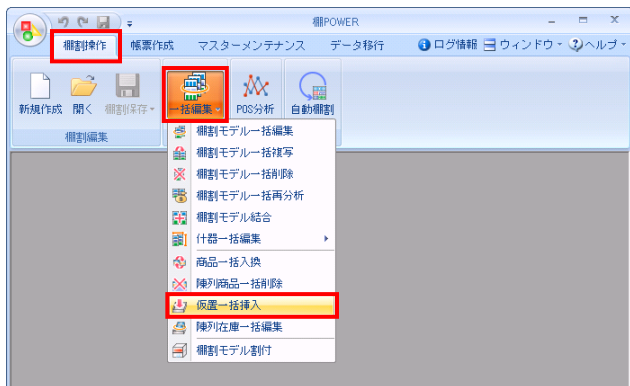 棚POWER
棚割操作 帳票作成 マスターメンテナンス データ移行 ログ情報 ウィンドウ ヘルプ
新規作成 開く 棚割保存 一括編集 POS分析 自動棚割
棚割編集
棚割モデル一括編集
棚割モデル一括複写
棚割モデル一括削除
棚割モデル一括再分析
棚割モデル結合
什器一括編集
商品一括入換
陳列商品一括削除
仮置一括挿入
陳列在庫一括編集
棚割モデル割付